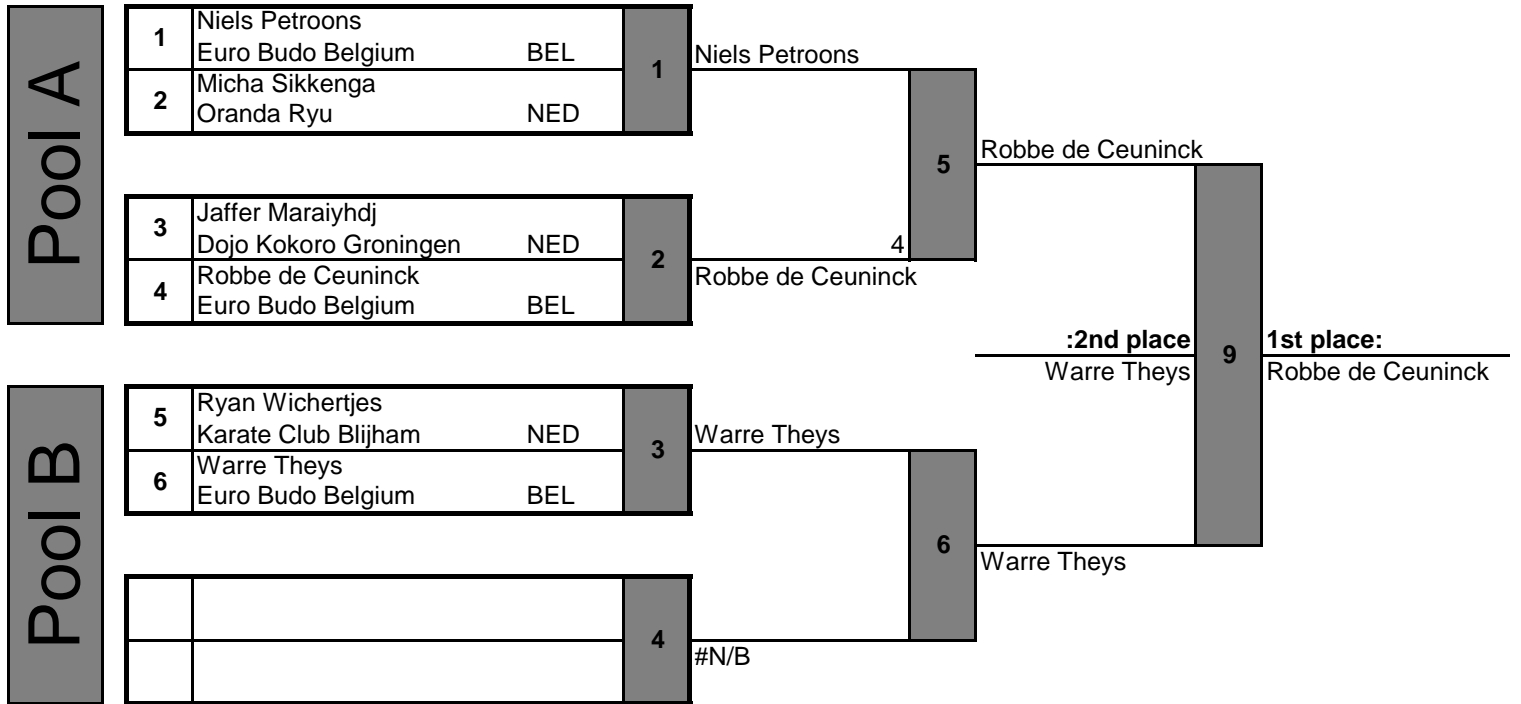 Pool A
1
Niels Petroons
Euro Budo Belgium BEL
2
Micha Sikkenga
Oranda Ryu NED
1
Niels Petroons
3
Jaffer Maraiyhdj
Dojo Kokoro Groningen NED
4
Robbe de Ceuninck
Euro Budo Belgium BEL
2
4
Robbe de Ceuninck
5
Robbe de Ceuninck
Pool B
5
Ryan Wichertjes
Karate Club Blijham NED
6
Warre Theys
Euro Budo Belgium BEL
3
Warre Theys
4
#N/B
6
Warre Theys
:2nd place
Warre Theys
9
1st place:
Robbe de Ceuninck